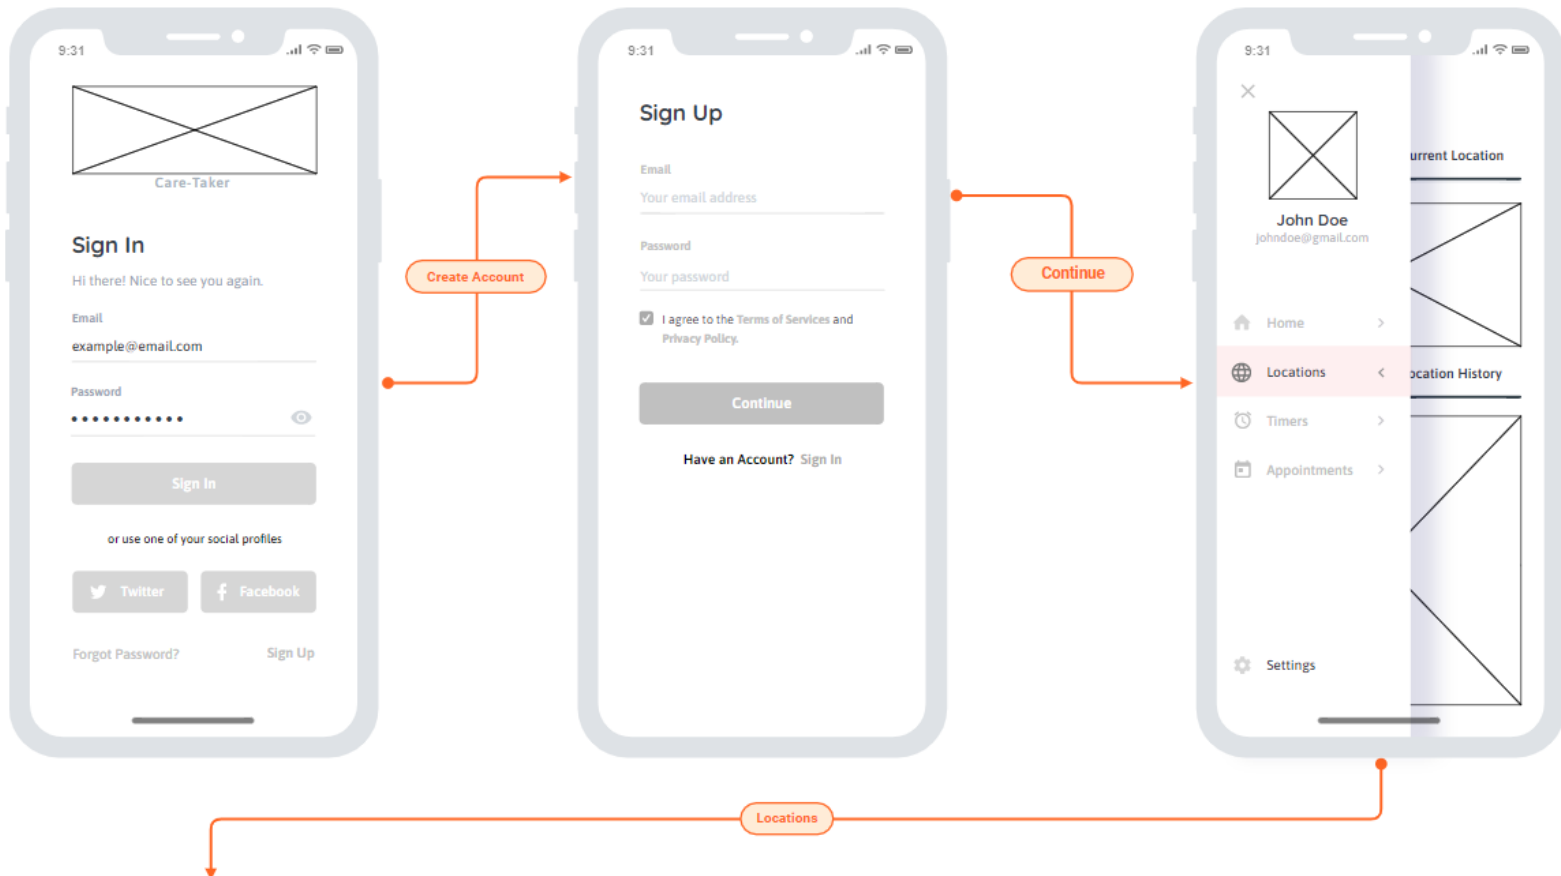 9:31
Care-Taker
Sign In
Hi there! Nice to see you again.
Email
example@email.com
Password
Sign In
or use one of your social profiles
Twitter
Facebook
Forgot Password?
Sign Up
Create Account
9:31
Sign Up
Email
Your email address
Password
Your password
I agree to the Terms of Services and
Privacy Policy.
Continue
Have an Account? Sign In
Continue
9:31
John Doe
johndoe@gmail.com
Home
Locations
Timers
Appointments
Settings
urrent Location
ocation History
Locations